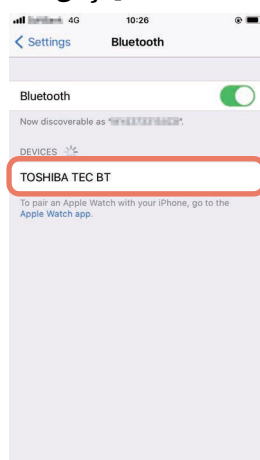 4G 10:26
Settings Bluetooth
Bluetooth
Now discoverable as "
DEVICES
TOSHIBA TEC BT
To pair an Apple Watch with your iPhone, go to the
Apple Watch app.